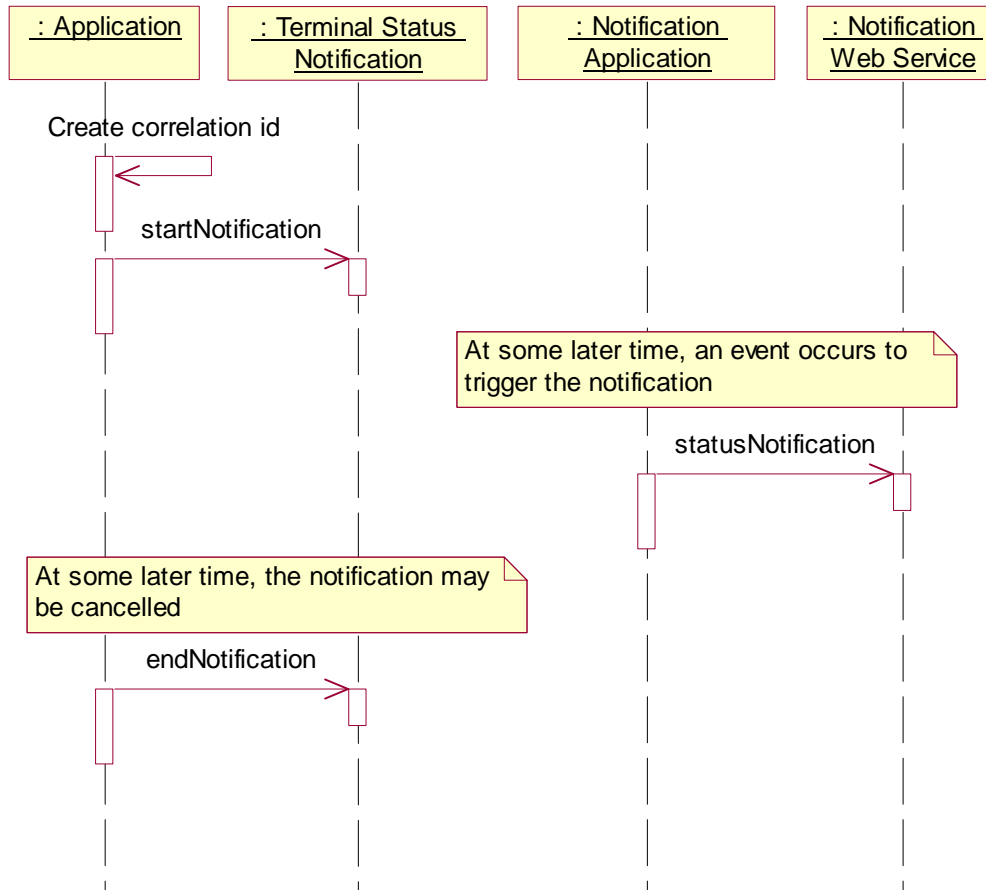 : Application
: Terminal Status
Notification
: Notification
Application
: Notification
Web Service
Create correlation id
startNotification
At some later time, an event occurs to
trigger the notification
statusNotification
At some later time, the notification may
be cancelled
endNotification